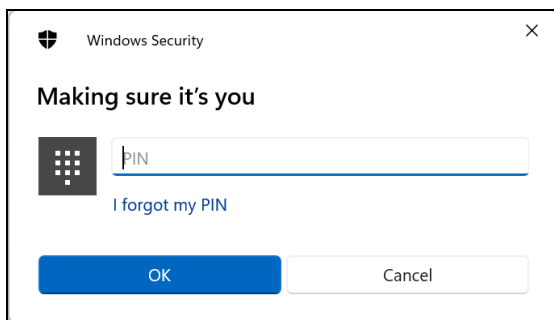 Windows Security
Making sure it's you
PIN
I forgot my PIN
OK
Cancel